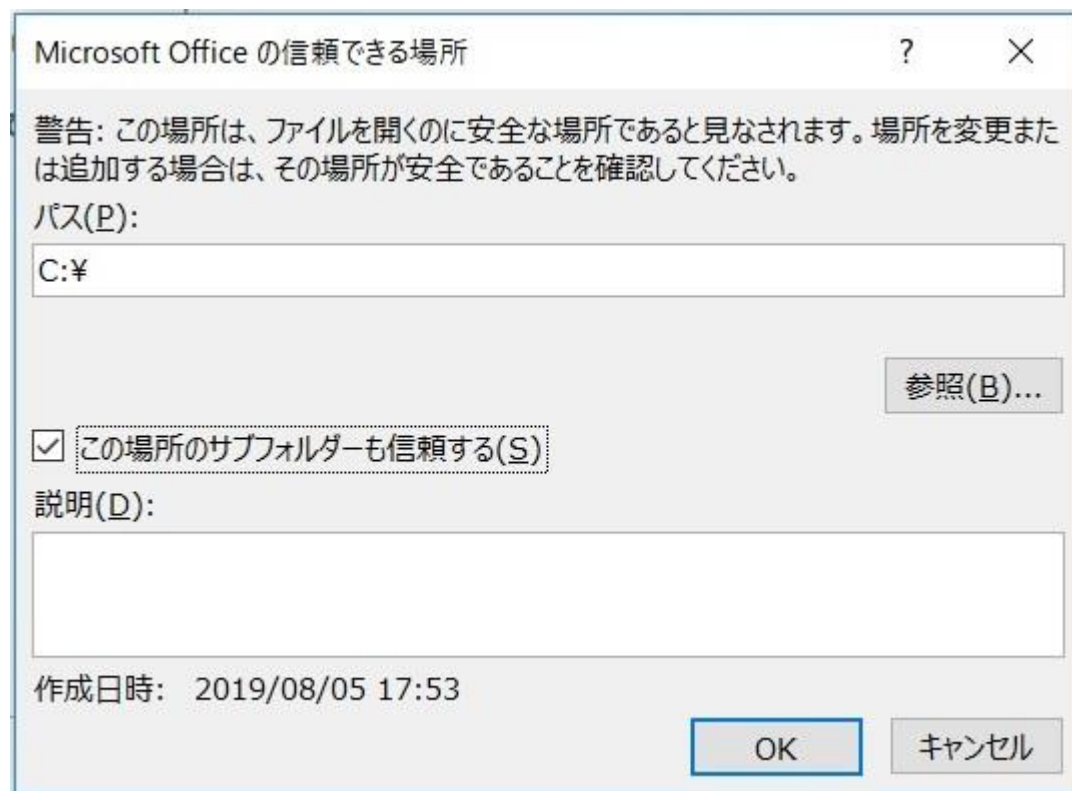 Microsoft Office の信頼できる場所
警告: この場所は、ファイルを開くのに安全な場所であると見なされます。場所を変更また
は追加する場合は、その場所が安全であることを確認してください。
パス(P):
C:¥
参照(B)...
この場所のサブフォルダーも信頼する(S)
説明(D):
作成日時: 2019/08/05 17:53
OK キャンセル